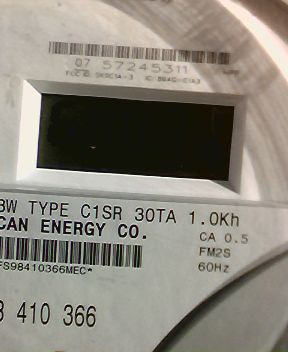 07 57245311
3W TYPE C1SR 30TA 1.0Kh
CAN ENERGY CO.
CA 0.5
FM2S
60Hz
FS98410366MEC*
8 410 366